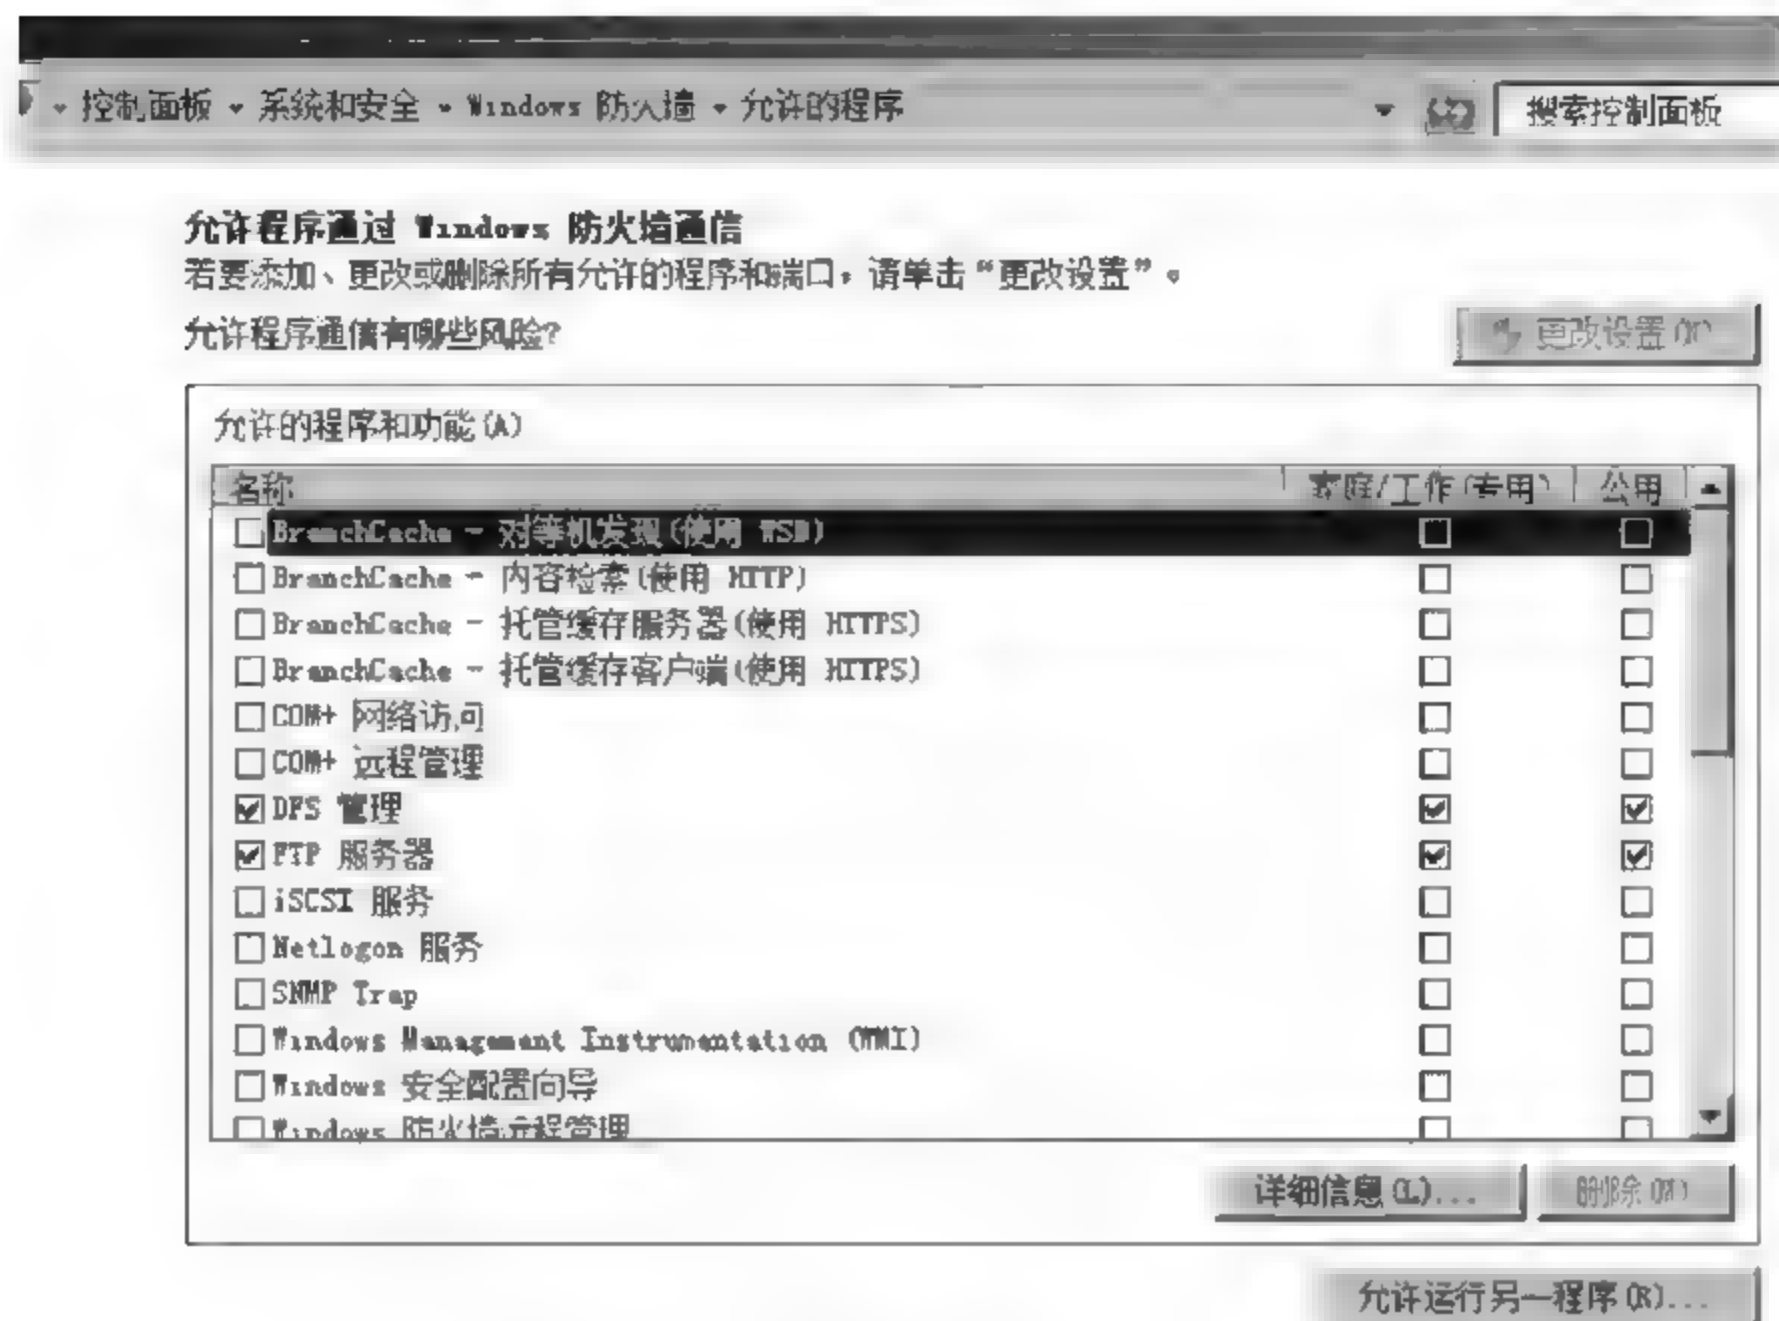 控制面板 系统和安全 Windows 防火墙 允许的程序 搜索控制面板
允许程序通过 Windows 防火墙通信
若要添加、更改或删除所有允许的程序和端口，请单击“更改设置”。
允许程序通信有哪些风险?
更改设置(N)
允许的程序和功能(A)
名称 家庭/工作(专用) 公用
BranchCache - 对等机发现(使用 WSD)
BranchCache - 内容检索(使用 HTTP)
BranchCache - 托管缓存服务器(使用 HTTPS)
BranchCache - 托管缓存客户端(使用 HTTPS)
COM+ 网络访问
COM+ 远程管理
DFS 管理
FTP 服务器
iSCSI 服务
Netlogon 服务
SNMP Trap
Windows Management Instrumentation (WMI)
Windows 安全配置向导
Windows 防火墙远程管理
详细信息(L)... 删除(M)
允许运行另一程序(R)...